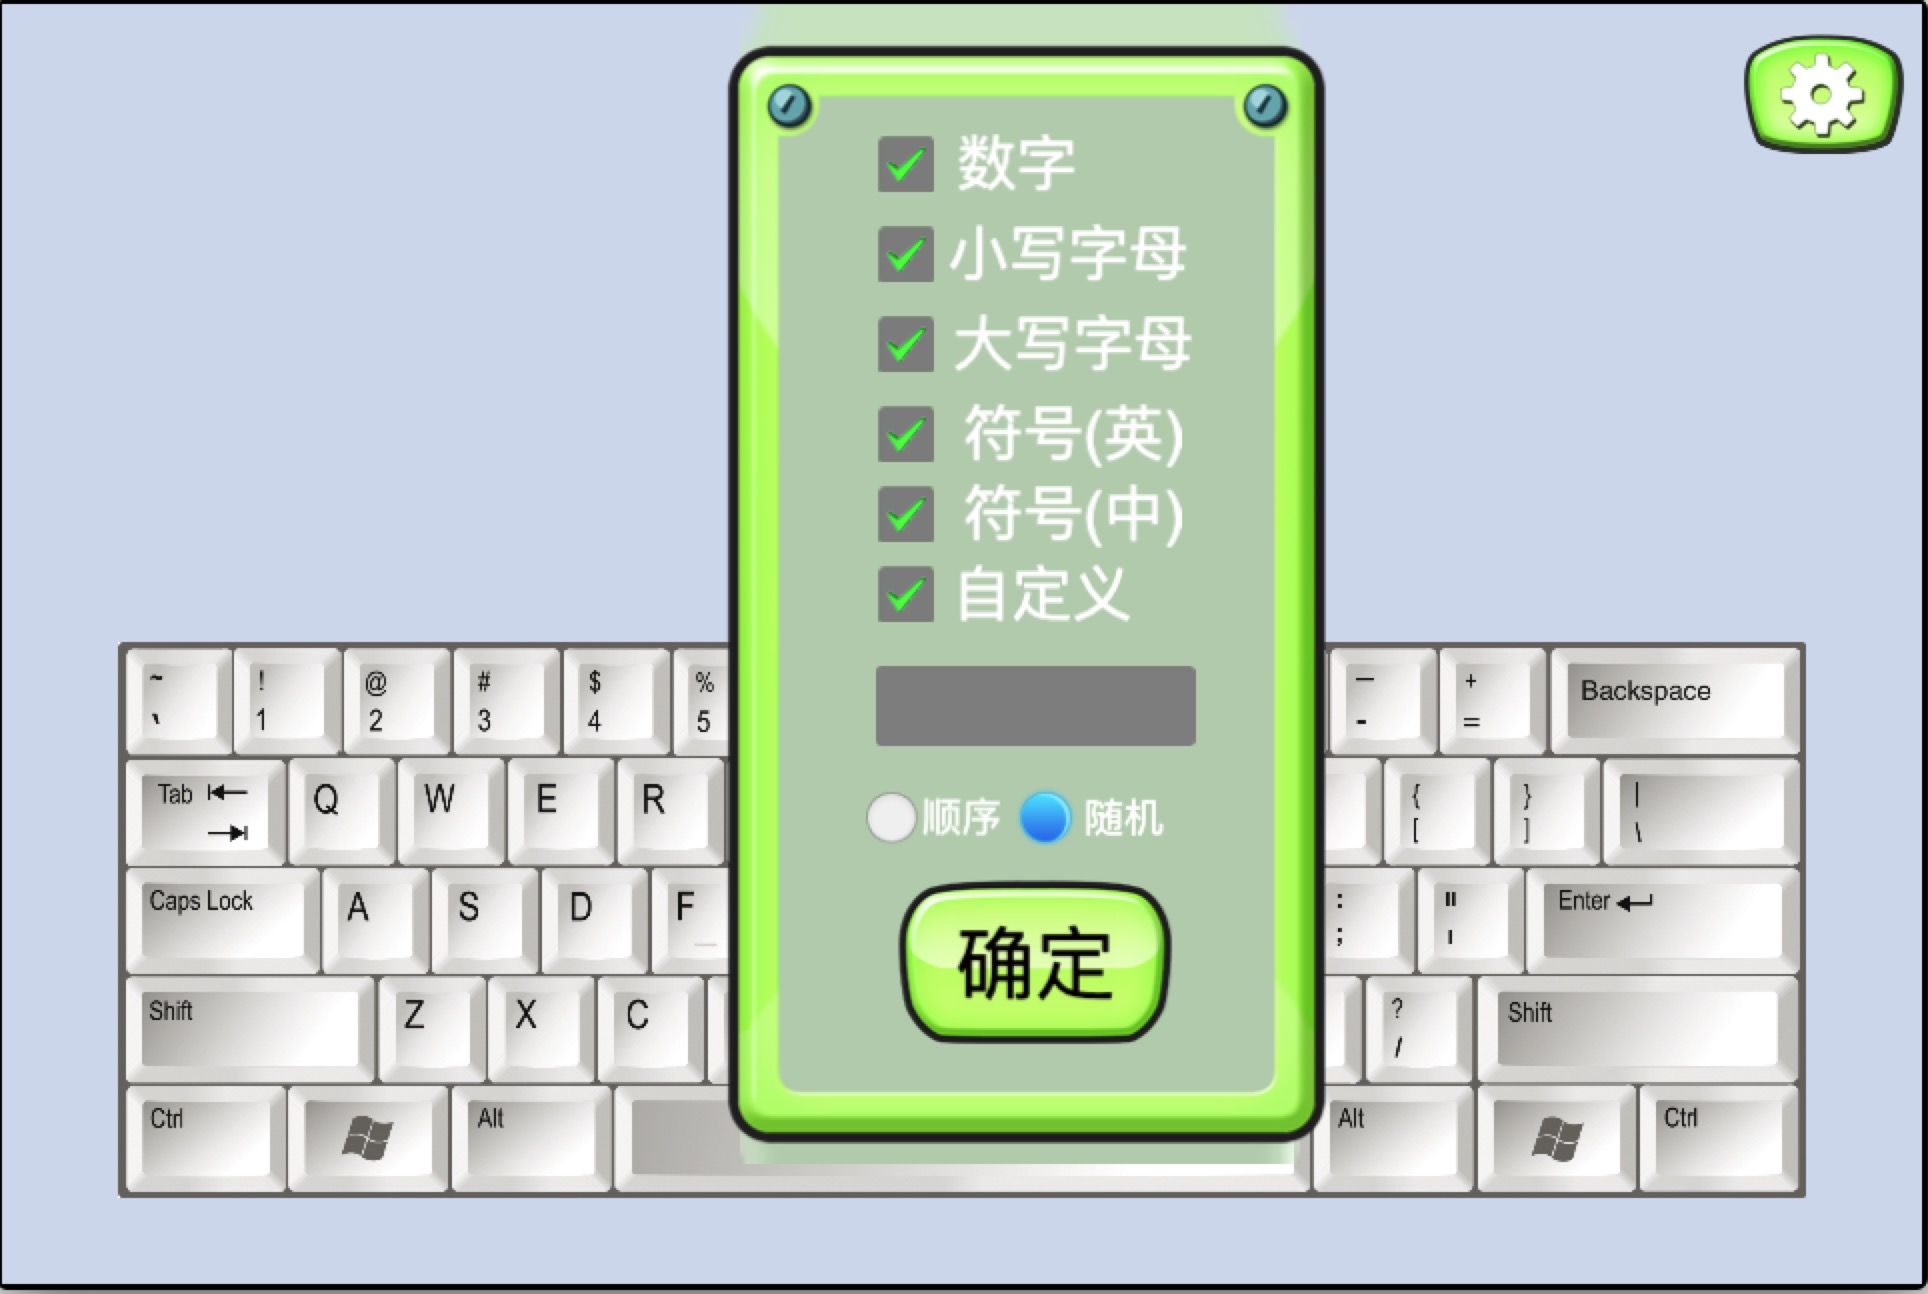 数字
小写字母
大写字母
符号(英)
符号(中)
自定义
顺序 随机
确定
~ ! @ # $ % — + Backspace
` 1 2 3 4 5 - =
Tab Q W E R { } |
[ ] \
Caps Lock A S D F : " Enter
; '
Shift Z X C ? Shift
/
Ctrl Alt Alt Ctrl